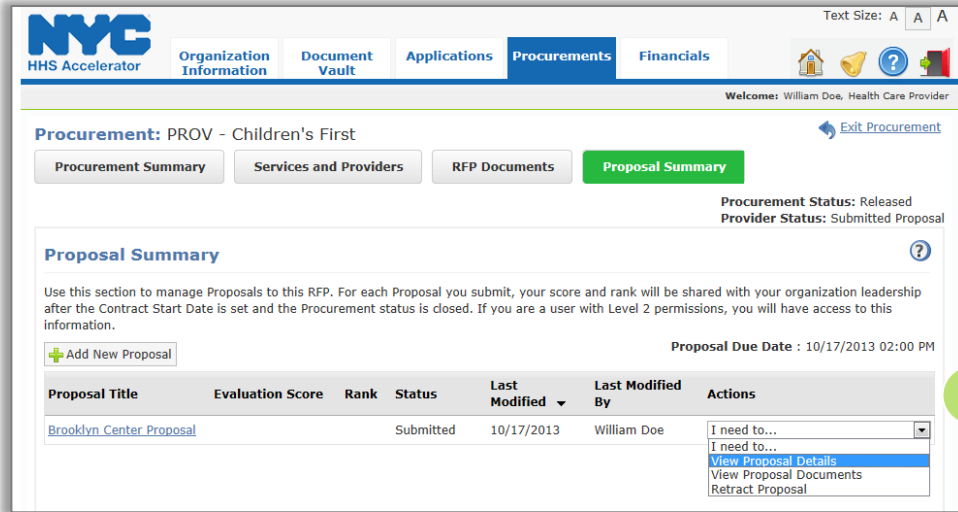 Text Size: A A A
NYC
HHS Accelerator
Organization Information
Document Vault
Applications
Procurements
Financials
Welcome: William Doe, Health Care Provider
Procurement: PROV - Children's First
Exit Procurement
Procurement Summary
Services and Providers
RFP Documents
Proposal Summary
Procurement Status: Released
Provider Status: Submitted Proposal
Proposal Summary
?
Use this section to manage Proposals to this RFP. For each Proposal you submit, your score and rank will be shared with your organization leadership
after the Contract Start Date is set and the Procurement status is closed. If you are a user with Level 2 permissions, you will have access to this
information.
Add New Proposal
Proposal Due Date : 10/17/2013 02:00 PM
Proposal Title Evaluation Score Rank Status Last Modified Last Modified By Actions
Brooklyn Center Proposal Submitted 10/17/2013 William Doe I need to...
I need to...
View Proposal Details
View Proposal Documents
Retract Proposal